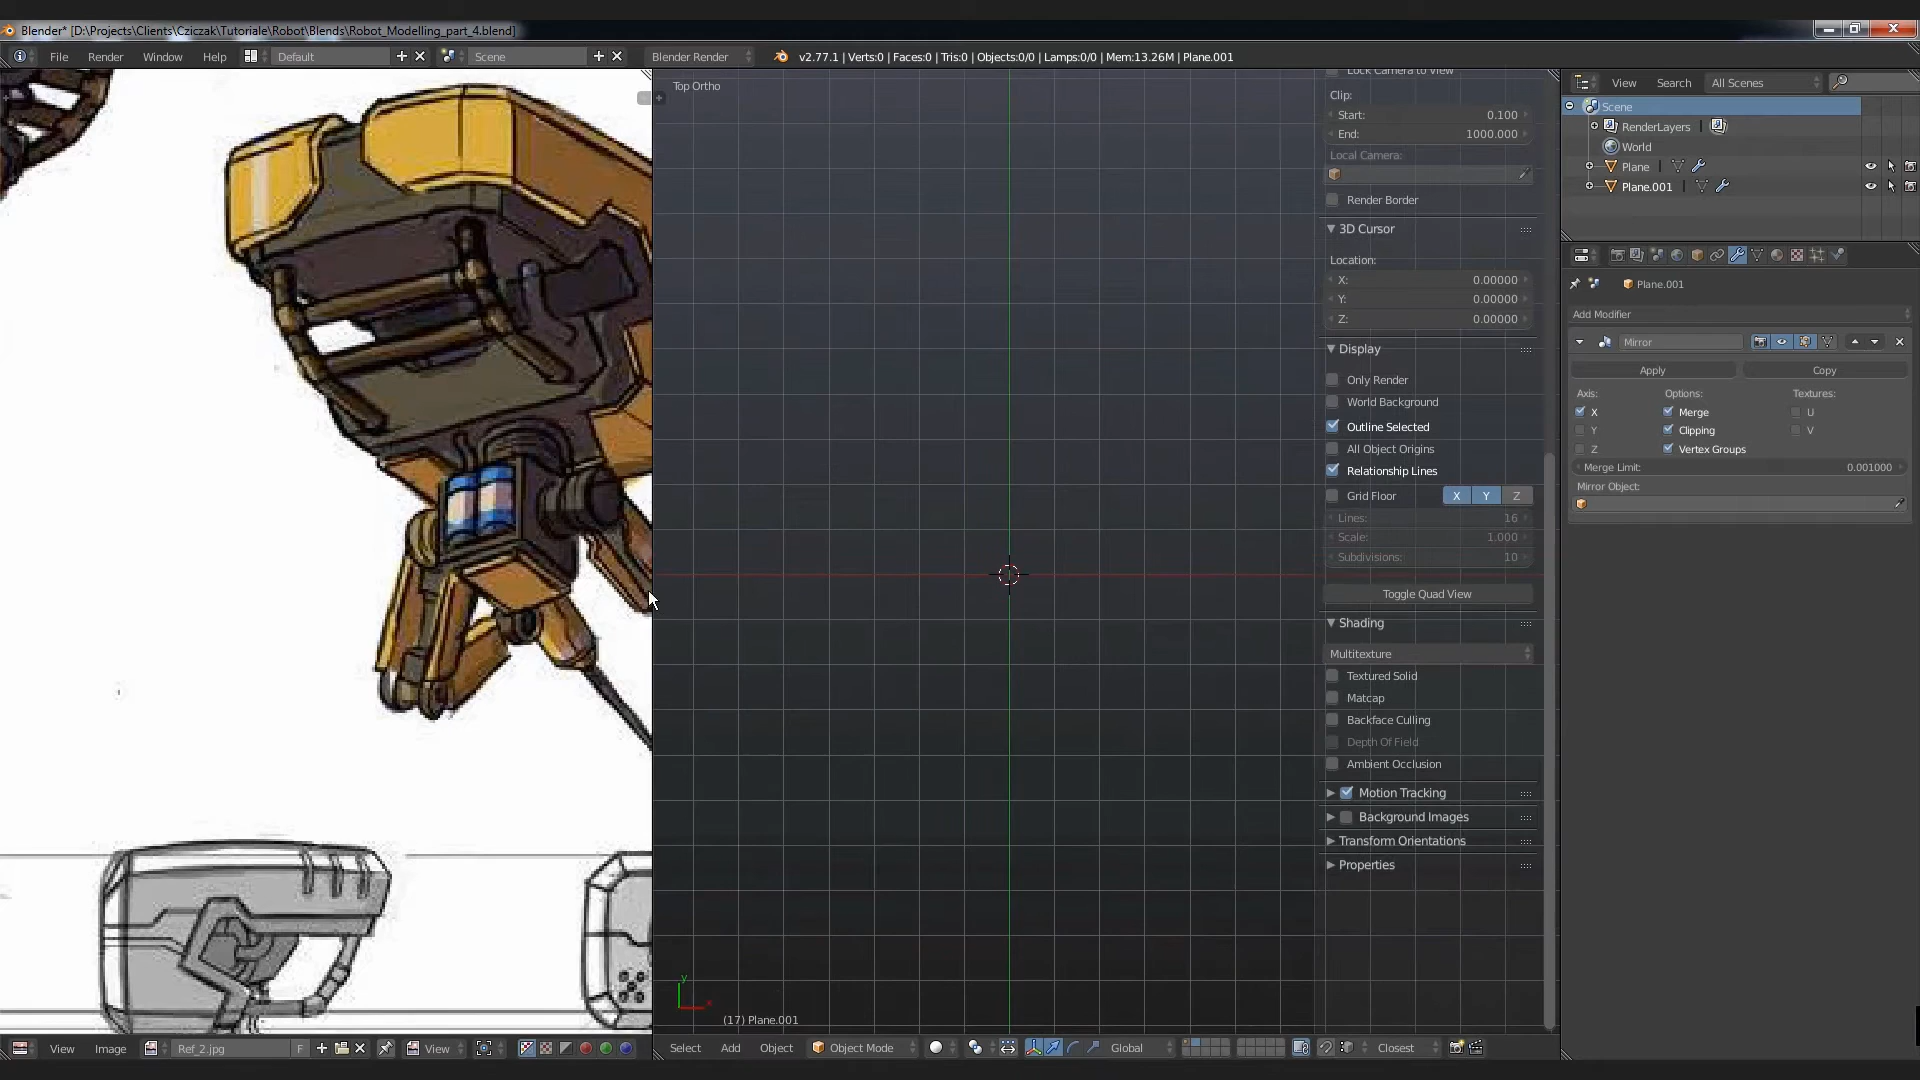 Blender* [D:\Projects\Clients\Cziczak\Tutoriale\Robot\Blends\Robot_Modelling_part_4.blend]
File Render Window Help Default Scene Blender Render v2.77.1 | Verts:0 | Faces:0 | Tris:0 | Objects:0/0 | Lamps:0/0 | Mem:13.26M | Plane.001
Top Ortho
Lock Camera to View
Clip:
Start: 0.100
End: 1000.000
Local Camera:
Render Border
3D Cursor
Location:
X: 0.00000
Y: 0.00000
Z: 0.00000
Display
Only Render
World Background
Outline Selected
All Object Origins
Relationship Lines
Grid Floor X Y Z
Lines: 16
Scale: 1.000
Subdivisions: 10
Toggle Quad View
Shading
Multitexture
Textured Solid
Matcap
Backface Culling
Depth Of Field
Ambient Occlusion
Motion Tracking
Background Images
Transform Orientations
Properties
View Search All Scenes
Scene
RenderLayers
World
Plane
Plane.001
Plane.001
Add Modifier
Mirror
Apply Copy
Axis: Options: Textures:
X Merge U
Y Clipping V
Z Vertex Groups
Merge Limit: 0.001000
Mirror Object:
y
x
(17) Plane.001
View Image Ref_2.jpg F View
Select Add Object Object Mode Global Closest